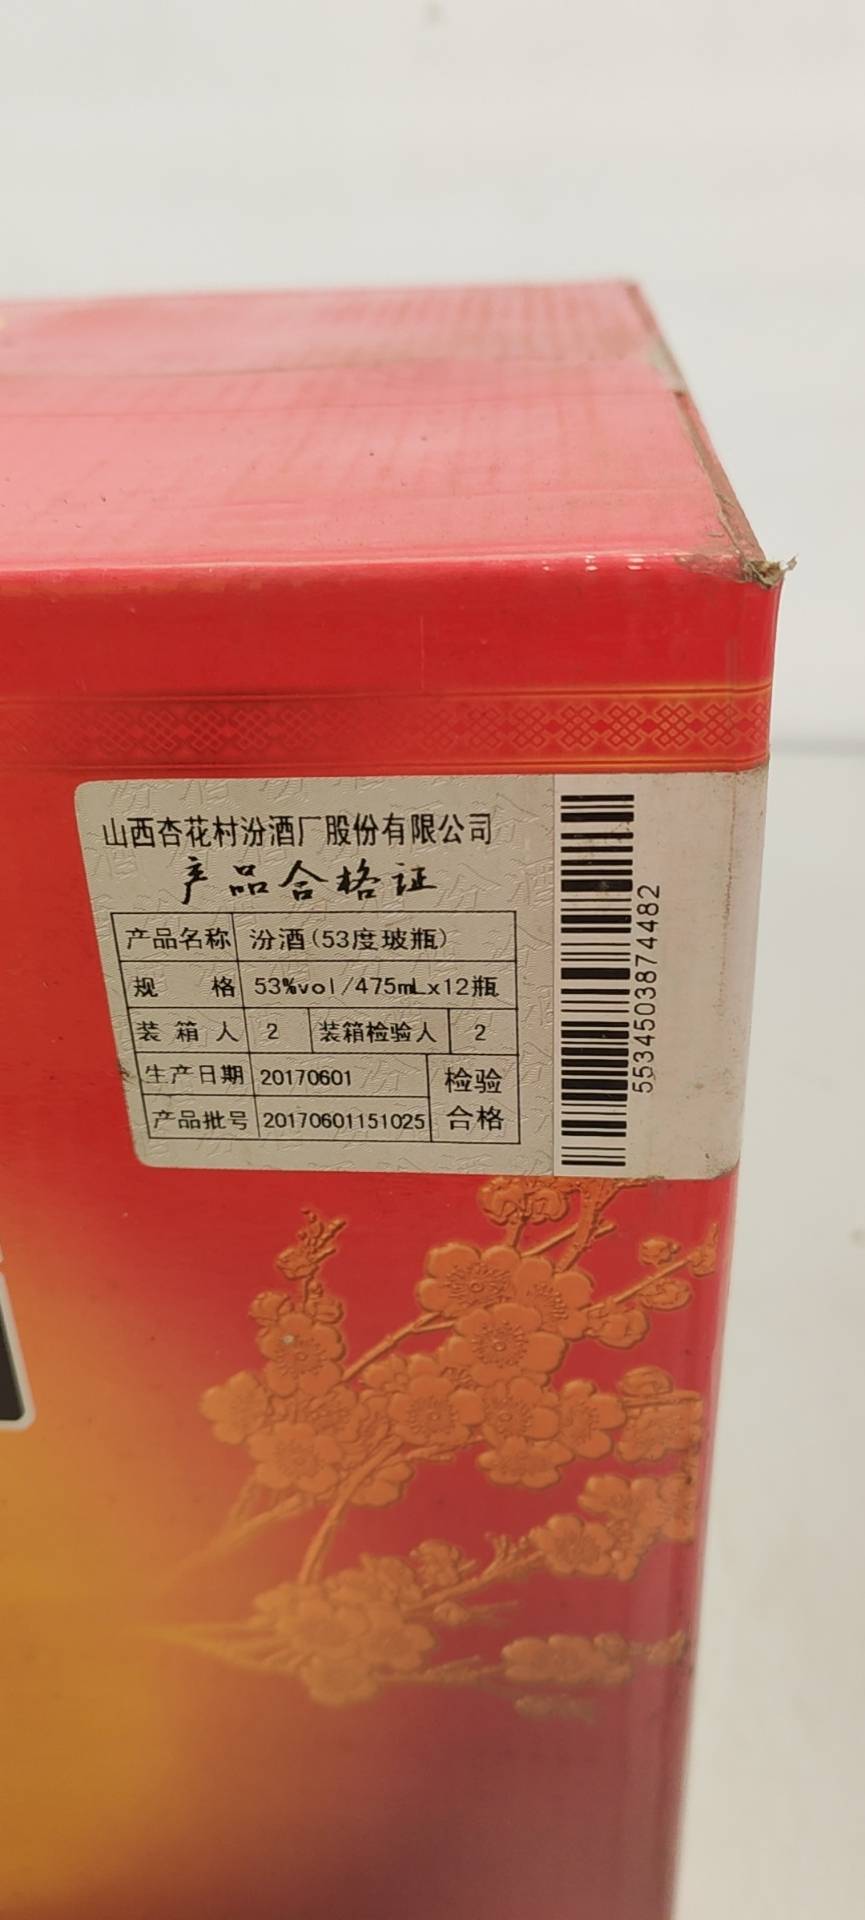 山西杏花村汾酒厂股份有限公司
产品合格证
产品名称 汾酒(53度玻瓶)
规 格 53%vol/475mLx12瓶
装箱人 2 装箱检验人 2
生产日期 20170601 检验
产品批号 20170601151025 合格
5534503874482